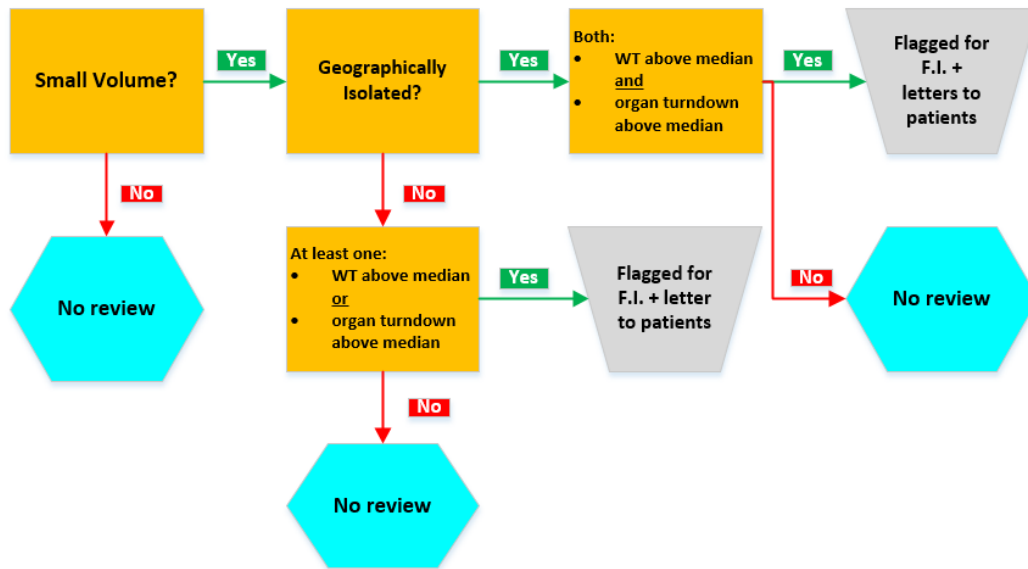 Small Volume?
Yes
Geographically
Isolated?
Yes
Both:
• WT above median
and
• organ turndown
above median
Yes
Flagged for
F.I. +
letters to
patients
No
No review
No
At least one:
• WT above median
or
• organ turndown
above median
Yes
Flagged for
F.I. + letter
to patients
No
No review
No
No review